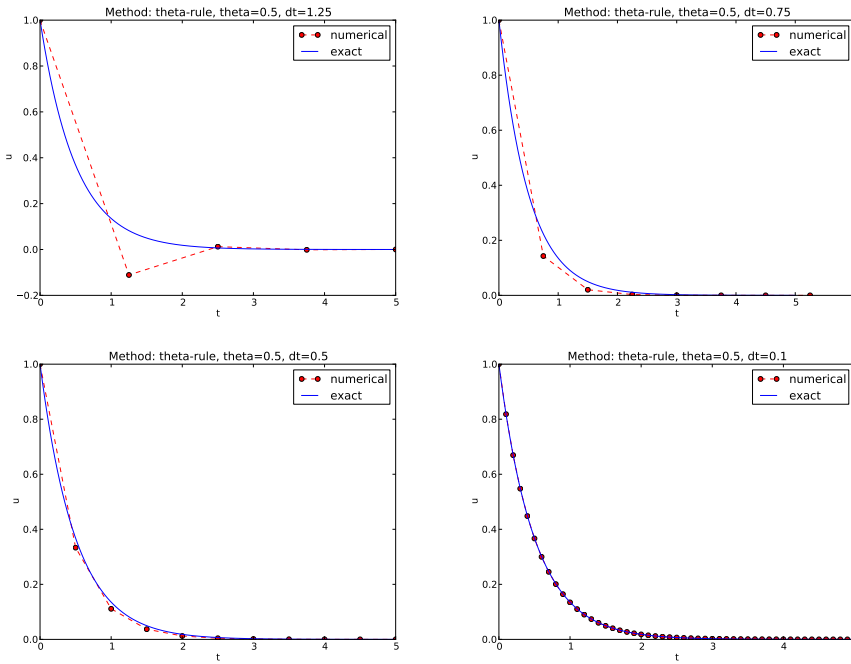 Method: theta-rule, theta=0.5, dt=1.25
1.0
0.8
0.6
0.4
0.2
0.0
−0.2
u
0 1 2 3 4 5
t
numerical
exact
Method: theta-rule, theta=0.5, dt=0.75
1.0
0.8
0.6
0.4
0.2
0.0
u
0 1 2 3 4 5
t
numerical
exact
Method: theta-rule, theta=0.5, dt=0.5
1.0
0.8
0.6
0.4
0.2
0.0
u
0 1 2 3 4 5
t
numerical
exact
Method: theta-rule, theta=0.5, dt=0.1
1.0
0.8
0.6
0.4
0.2
0.0
u
0 1 2 3 4
t
numerical
exact